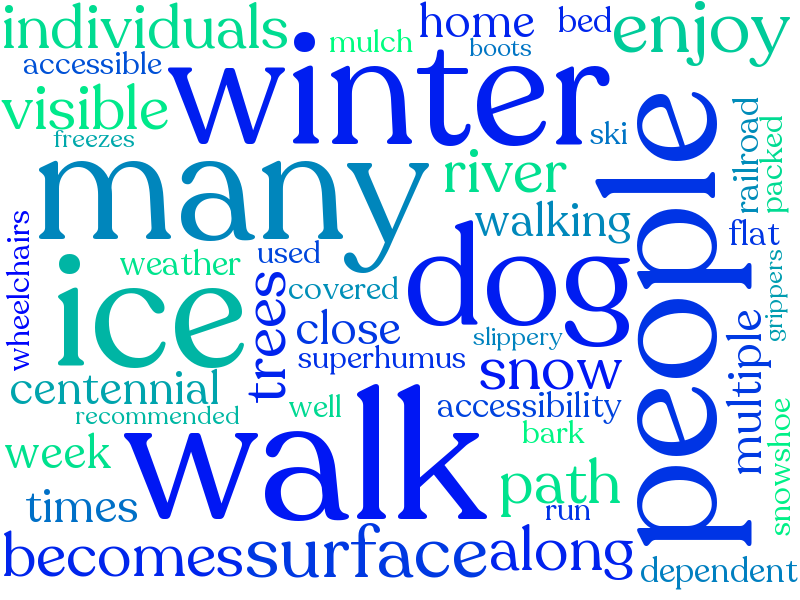 individuals
mulch
home
bed
enjoy
accessible
boots
winter
visible
freezes
ski
people
railroad
packed
many
river
walking
flat
wheelchairs
weather
used
dog
grippers
ice
trees
covered
close
slippery
superhumus
snow
multiple
centennial
recommended
well
accessibility
snowshoe
walk
bark
week
path
times
run
becomes
surface
along
dependent